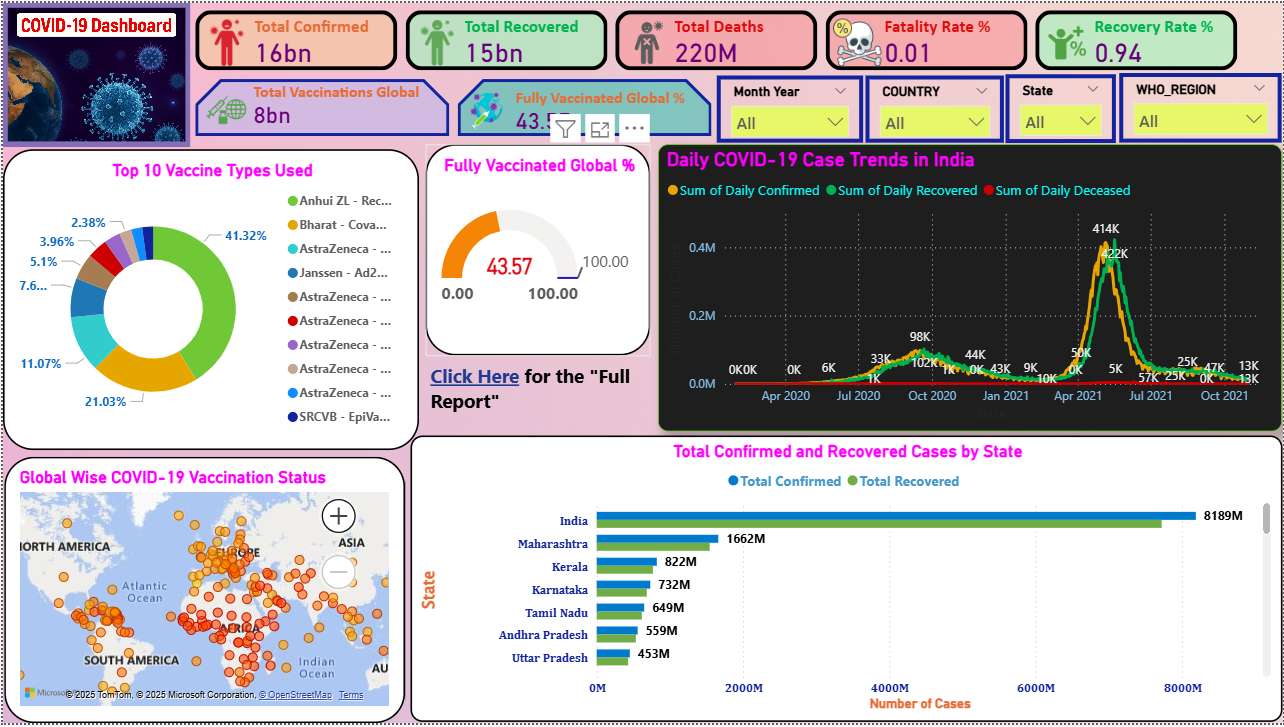 COVID-19 Dashboard
Total Confirmed
16bn
Total Recovered
15bn
Total Deaths
220M
%
Fatality Rate %
0.01
%
Recovery Rate %
0.94
Total Vaccinations Global
8bn
Fully Vaccinated Global %
Month Year
All
COUNTRY
All
State
All
WHO_REGION
All
Top 10 Vaccine Types Used
41.32%
21.03%
11.07%
7.6...
5.1%
3.96%
2.38%
Anhui ZL - Rec...
Bharat - Cova...
AstraZeneca - ...
Janssen - Ad2...
AstraZeneca - ...
AstraZeneca - ...
AstraZeneca - ...
AstraZeneca - ...
AstraZeneca - ...
SRCVB - EpiVa...
Fully Vaccinated Global %
43.57
100.00
0.00 100.00
Click Here for the "Full
Report"
Daily COVID-19 Case Trends in India
Sum of Daily Confirmed Sum of Daily Recovered Sum of Daily Deceased
0.4M
0.2M
0.0M
0K0K
0K
6K
33K
1K
98K
102K
1K
44K
0K
43K
9K
10K
50K
0K
414K
422K
5K
57K
25K
25K
47K
0K
13K
13K
Apr 2020 Jul 2020 Oct 2020 Jan 2021 Apr 2021 Jul 2021 Oct 2021
Date
Global Wise COVID-19 Vaccination Status
NORTH AMERICA
EUROPE
ASIA
Atlantic
Ocean
AFRICA
SOUTH AMERICA
Indian
Ocean
AU
© 2025 TomTom, © 2025 Microsoft Corporation, © OpenStreetMap Terms
Total Confirmed and Recovered Cases by State
Total Confirmed Total Recovered
State
India 8189M
Maharashtra 1662M
Kerala 822M
Karnataka 732M
Tamil Nadu 649M
Andhra Pradesh 559M
Uttar Pradesh 453M
0M 2000M 4000M 6000M 8000M
Number of Cases